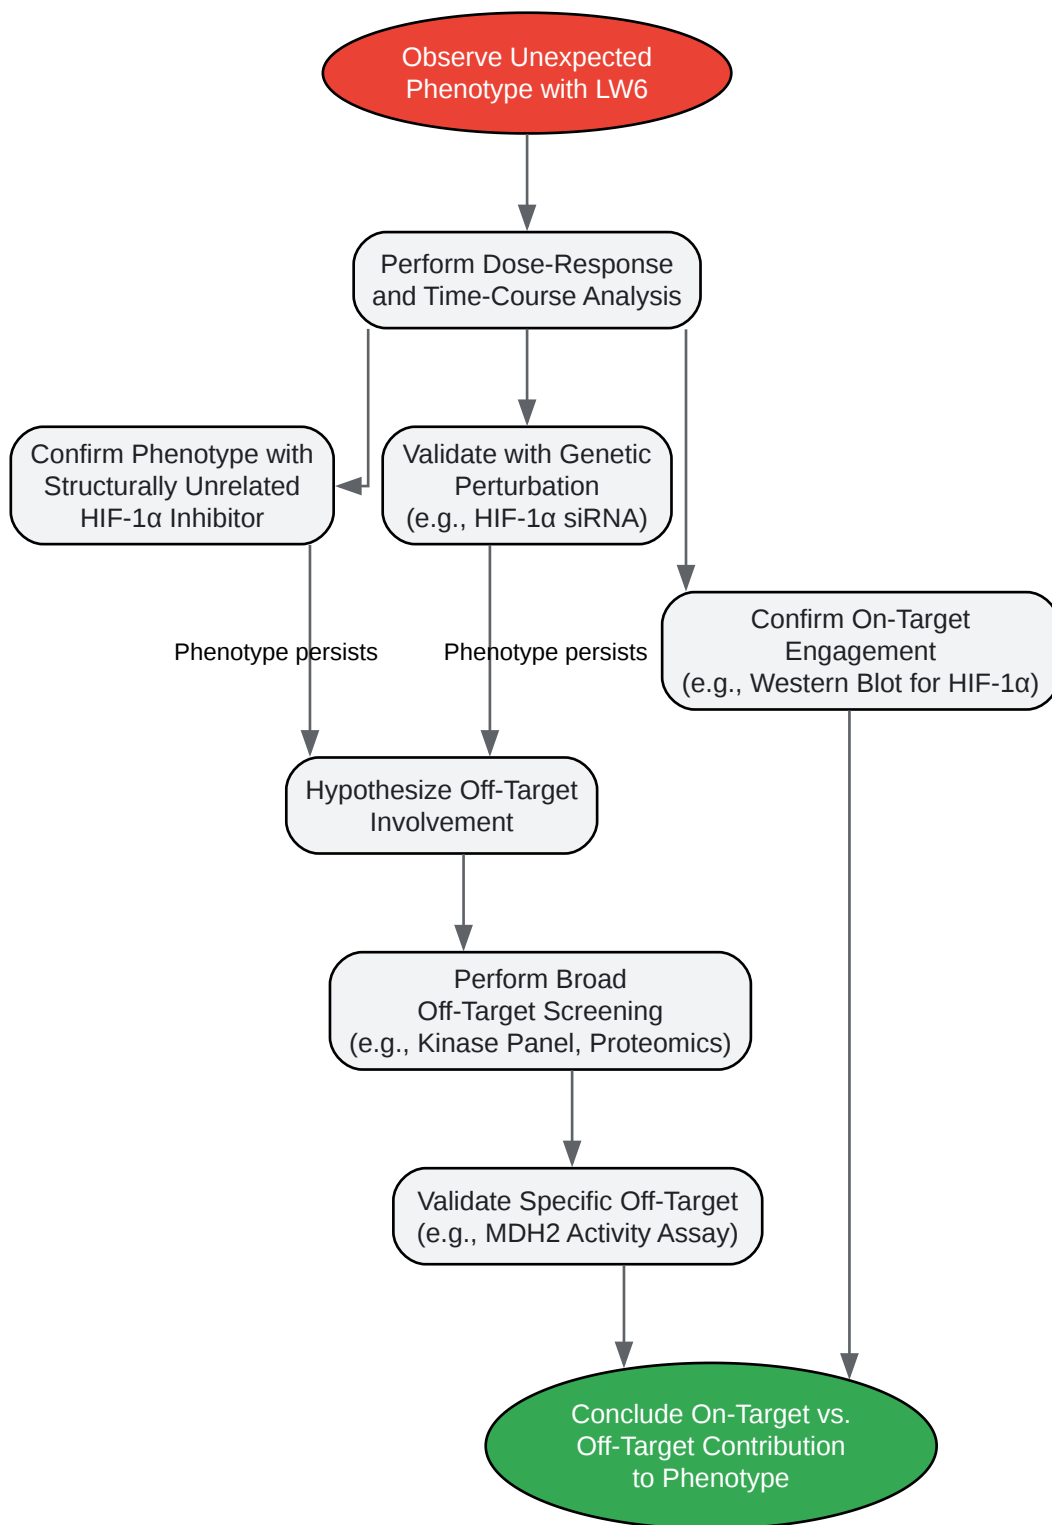 Observe Unexpected
Phenotype with LW6
Perform Dose-Response
and Time-Course Analysis
Confirm Phenotype with
Structurally Unrelated
HIF-1α Inhibitor
Validate with Genetic
Perturbation
(e.g., HIF-1α siRNA)
Confirm On-Target
Engagement
(e.g., Western Blot for HIF-1α)
Phenotype persists
Phenotype persists
Hypothesize Off-Target
Involvement
Perform Broad
Off-Target Screening
(e.g., Kinase Panel, Proteomics)
Validate Specific Off-Target
(e.g., MDH2 Activity Assay)
Conclude On-Target vs.
Off-Target Contribution
to Phenotype